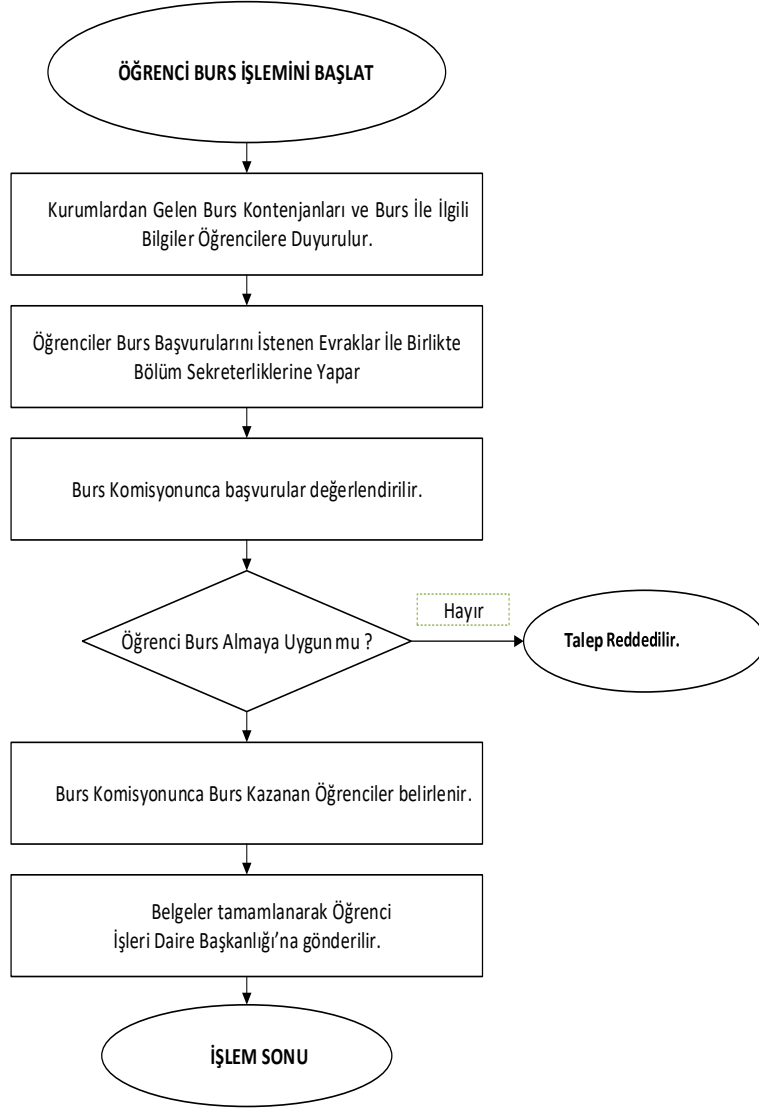 ÖĞRENCİ BURS İŞLEMİNİ BAŞLAT
Kurumlardan Gelen Burs Kontenjanları ve Burs İle İlgili
Bilgiler Öğrencilere Duyurulur.
Öğrenciler Burs Başvurularını İstenen Evraklar İle Birlikte
Bölüm Sekreterliklerine Yapar
Burs Komisyonunca başvurular değerlendirilir.
Öğrenci Burs Almaya Uygun mu ?
Hayır
Talep Reddedilir.
Burs Komisyonunca Burs Kazanan Öğrenciler belirlenir.
Belgeler tamamlanarak Öğrenci
İşleri Daire Başkanlığı’na gönderilir.
İŞLEM SONU